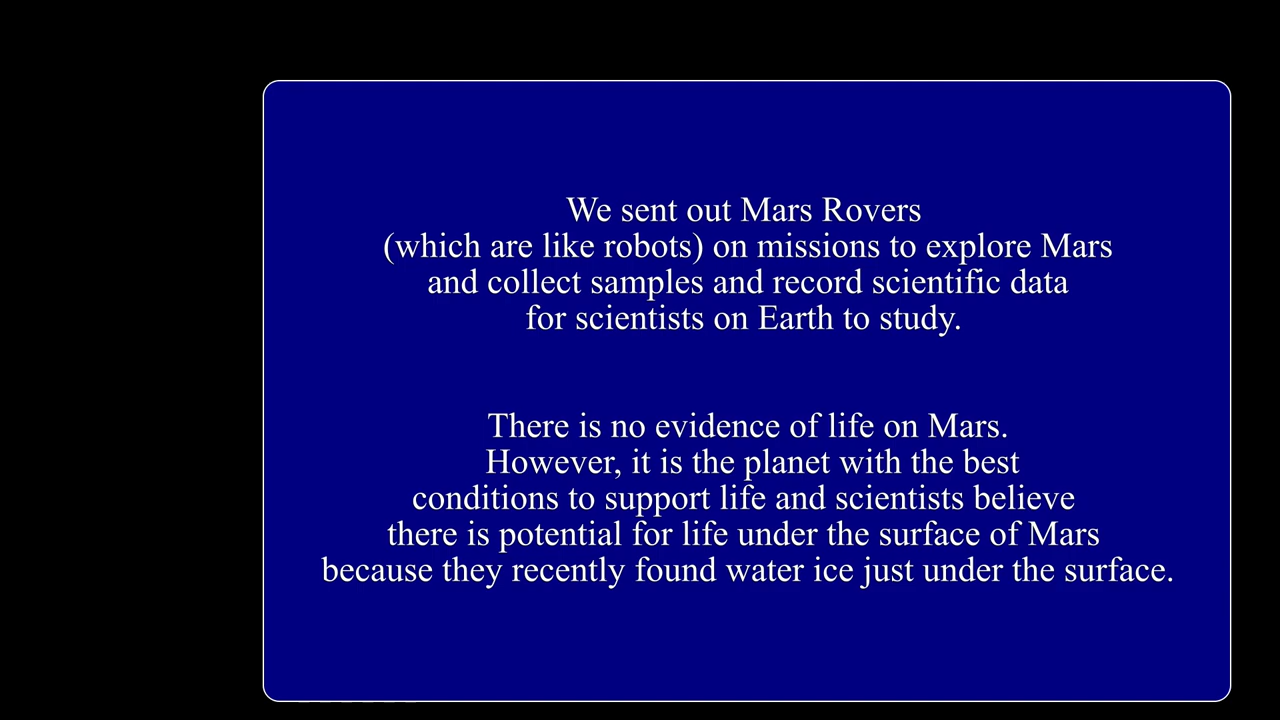 We sent out Mars Rovers
(which are like robots) on missions to explore Mars
and collect samples and record scientific data
for scientists on Earth to study.
There is no evidence of life on Mars.
However, it is the planet with the best
conditions to support life and scientists believe
there is potential for life under the surface of Mars
because they recently found water ice just under the surface.